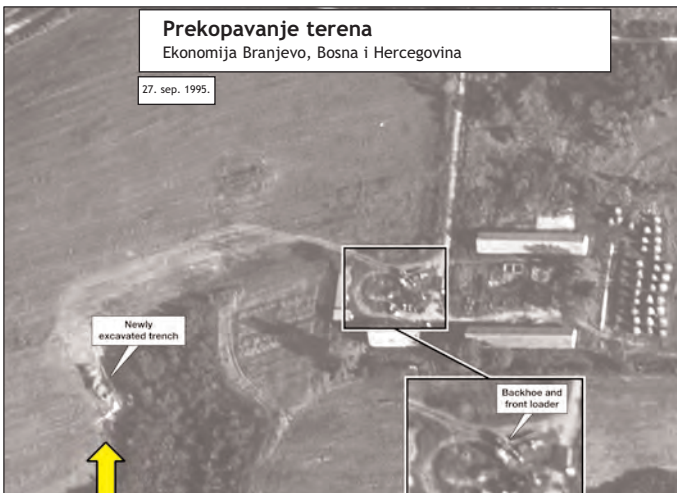 Prekopavanje terena
Ekonomija Branjevo, Bosna i Hercegovina
27. sep. 1995.
Newly
excavated trench
Backhoe and
front loader